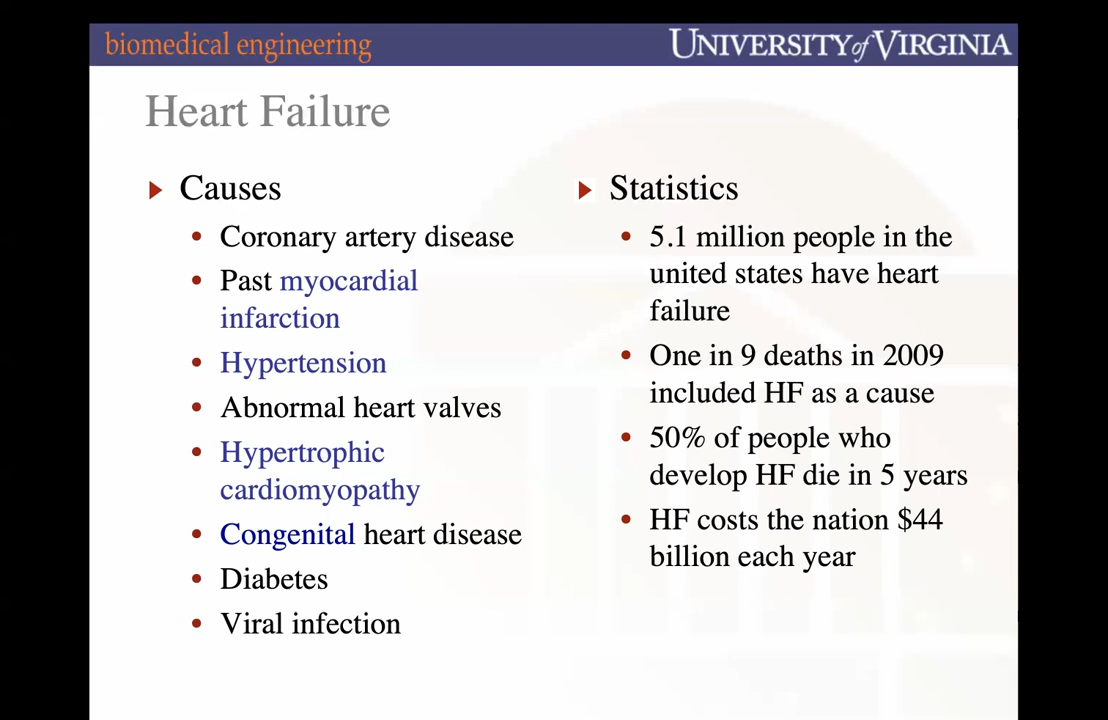 biomedical engineering
UNIVERSITY of VIRGINIA
Heart Failure
Causes
Coronary artery disease
Past myocardial
infarction
Hypertension
Abnormal heart valves
Hypertrophic
cardiomyopathy
Congenital heart disease
Diabetes
Viral infection
Statistics
5.1 million people in the
united states have heart
failure
One in 9 deaths in 2009
included HF as a cause
50% of people who
develop HF die in 5 years
HF costs the nation $44
billion each year